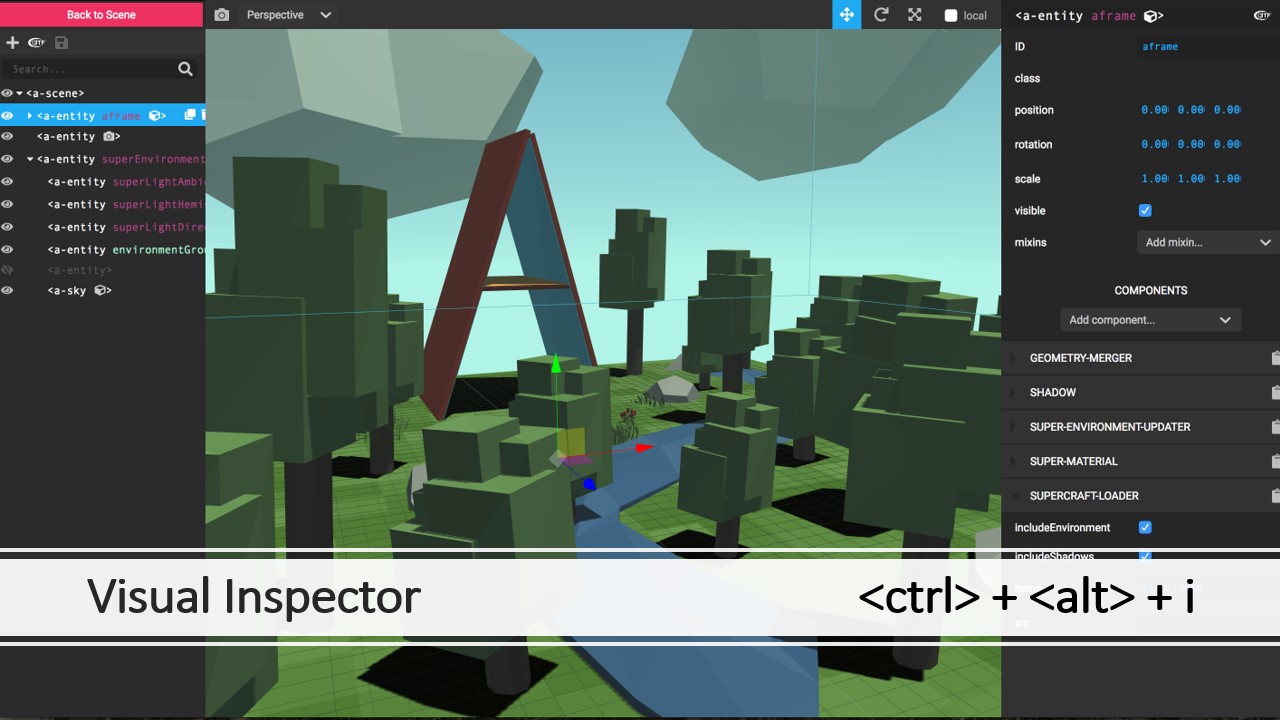 Back to Scene
Perspective
local
<a-entity aframe >
Search...
<a-scene>
<a-entity aframe >
<a-entity >
<a-entity superEnvironment
<a-entity superLightAmbi
<a-entity superLightHemi
<a-entity superLightDire
<a-entity environmentGrou
<a-entity>
<a-sky >
ID aframe
class
position 0.00 0.00 0.00
rotation 0.00 0.00 0.00
scale 1.00 1.00 1.00
visible
mixins Add mixin...
COMPONENTS
Add component...
GEOMETRY-MERGER
SHADOW
SUPER-ENVIRONMENT-UPDATER
SUPER-MATERIAL
SUPERCRAFT-LOADER
includeEnvironment
includeShadows
Visual Inspector <ctrl> + <alt> + i